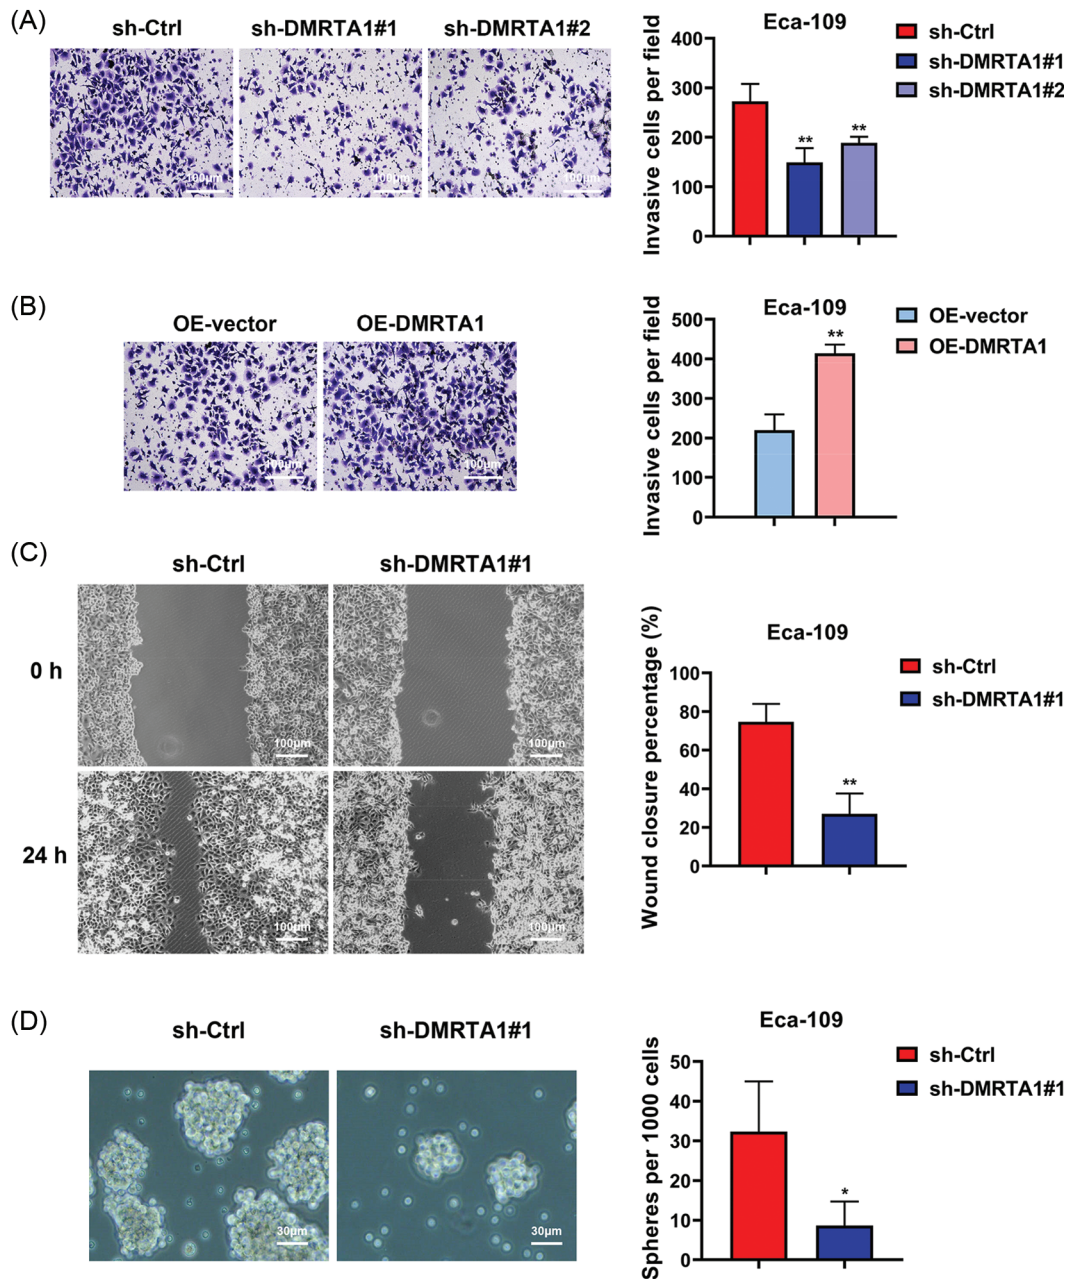 (A)
sh-Ctrl sh-DMRTA1#1 sh-DMRTA1#2
100μm 100μm 100μm
Eca-109
Invasive cells per field
400
300
200
100
0
** **
sh-Ctrl
sh-DMRTA1#1
sh-DMRTA1#2
(B)
OE-vector OE-DMRTA1
100μm 100μm
Eca-109
Invasive cells per field
500
400
300
200
100
0
**
OE-vector
OE-DMRTA1
(C)
sh-Ctrl sh-DMRTA1#1
0 h
100μm 100μm
24 h
100μm 100μm
Eca-109
Wound closure percentage (%)
100
80
60
40
20
0
**
sh-Ctrl
sh-DMRTA1#1
(D)
sh-Ctrl sh-DMRTA1#1
30μm 30μm
Eca-109
Spheres per 1000 cells
50
40
30
20
10
0
*
sh-Ctrl
sh-DMRTA1#1